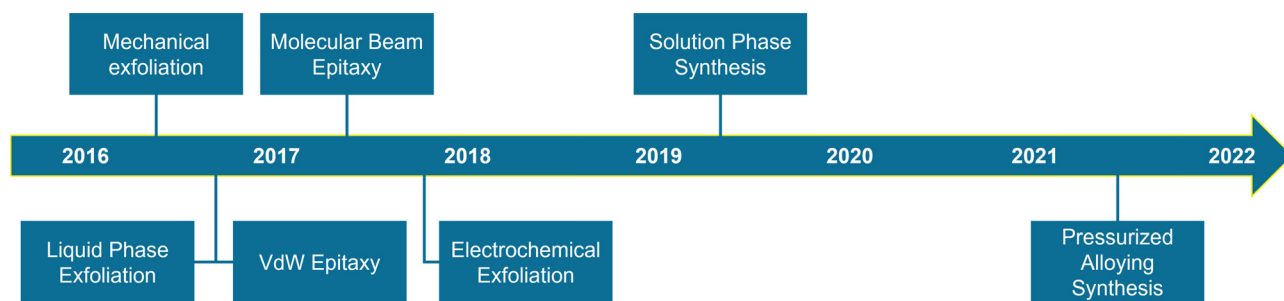 Mechanical
exfoliation
Molecular Beam
Epitaxy
Solution Phase
Synthesis
2016 2017 2018 2019 2020 2021 2022
Liquid Phase
Exfoliation
VdW Epitaxy
Electrochemical
Exfoliation
Pressurized
Alloying
Synthesis